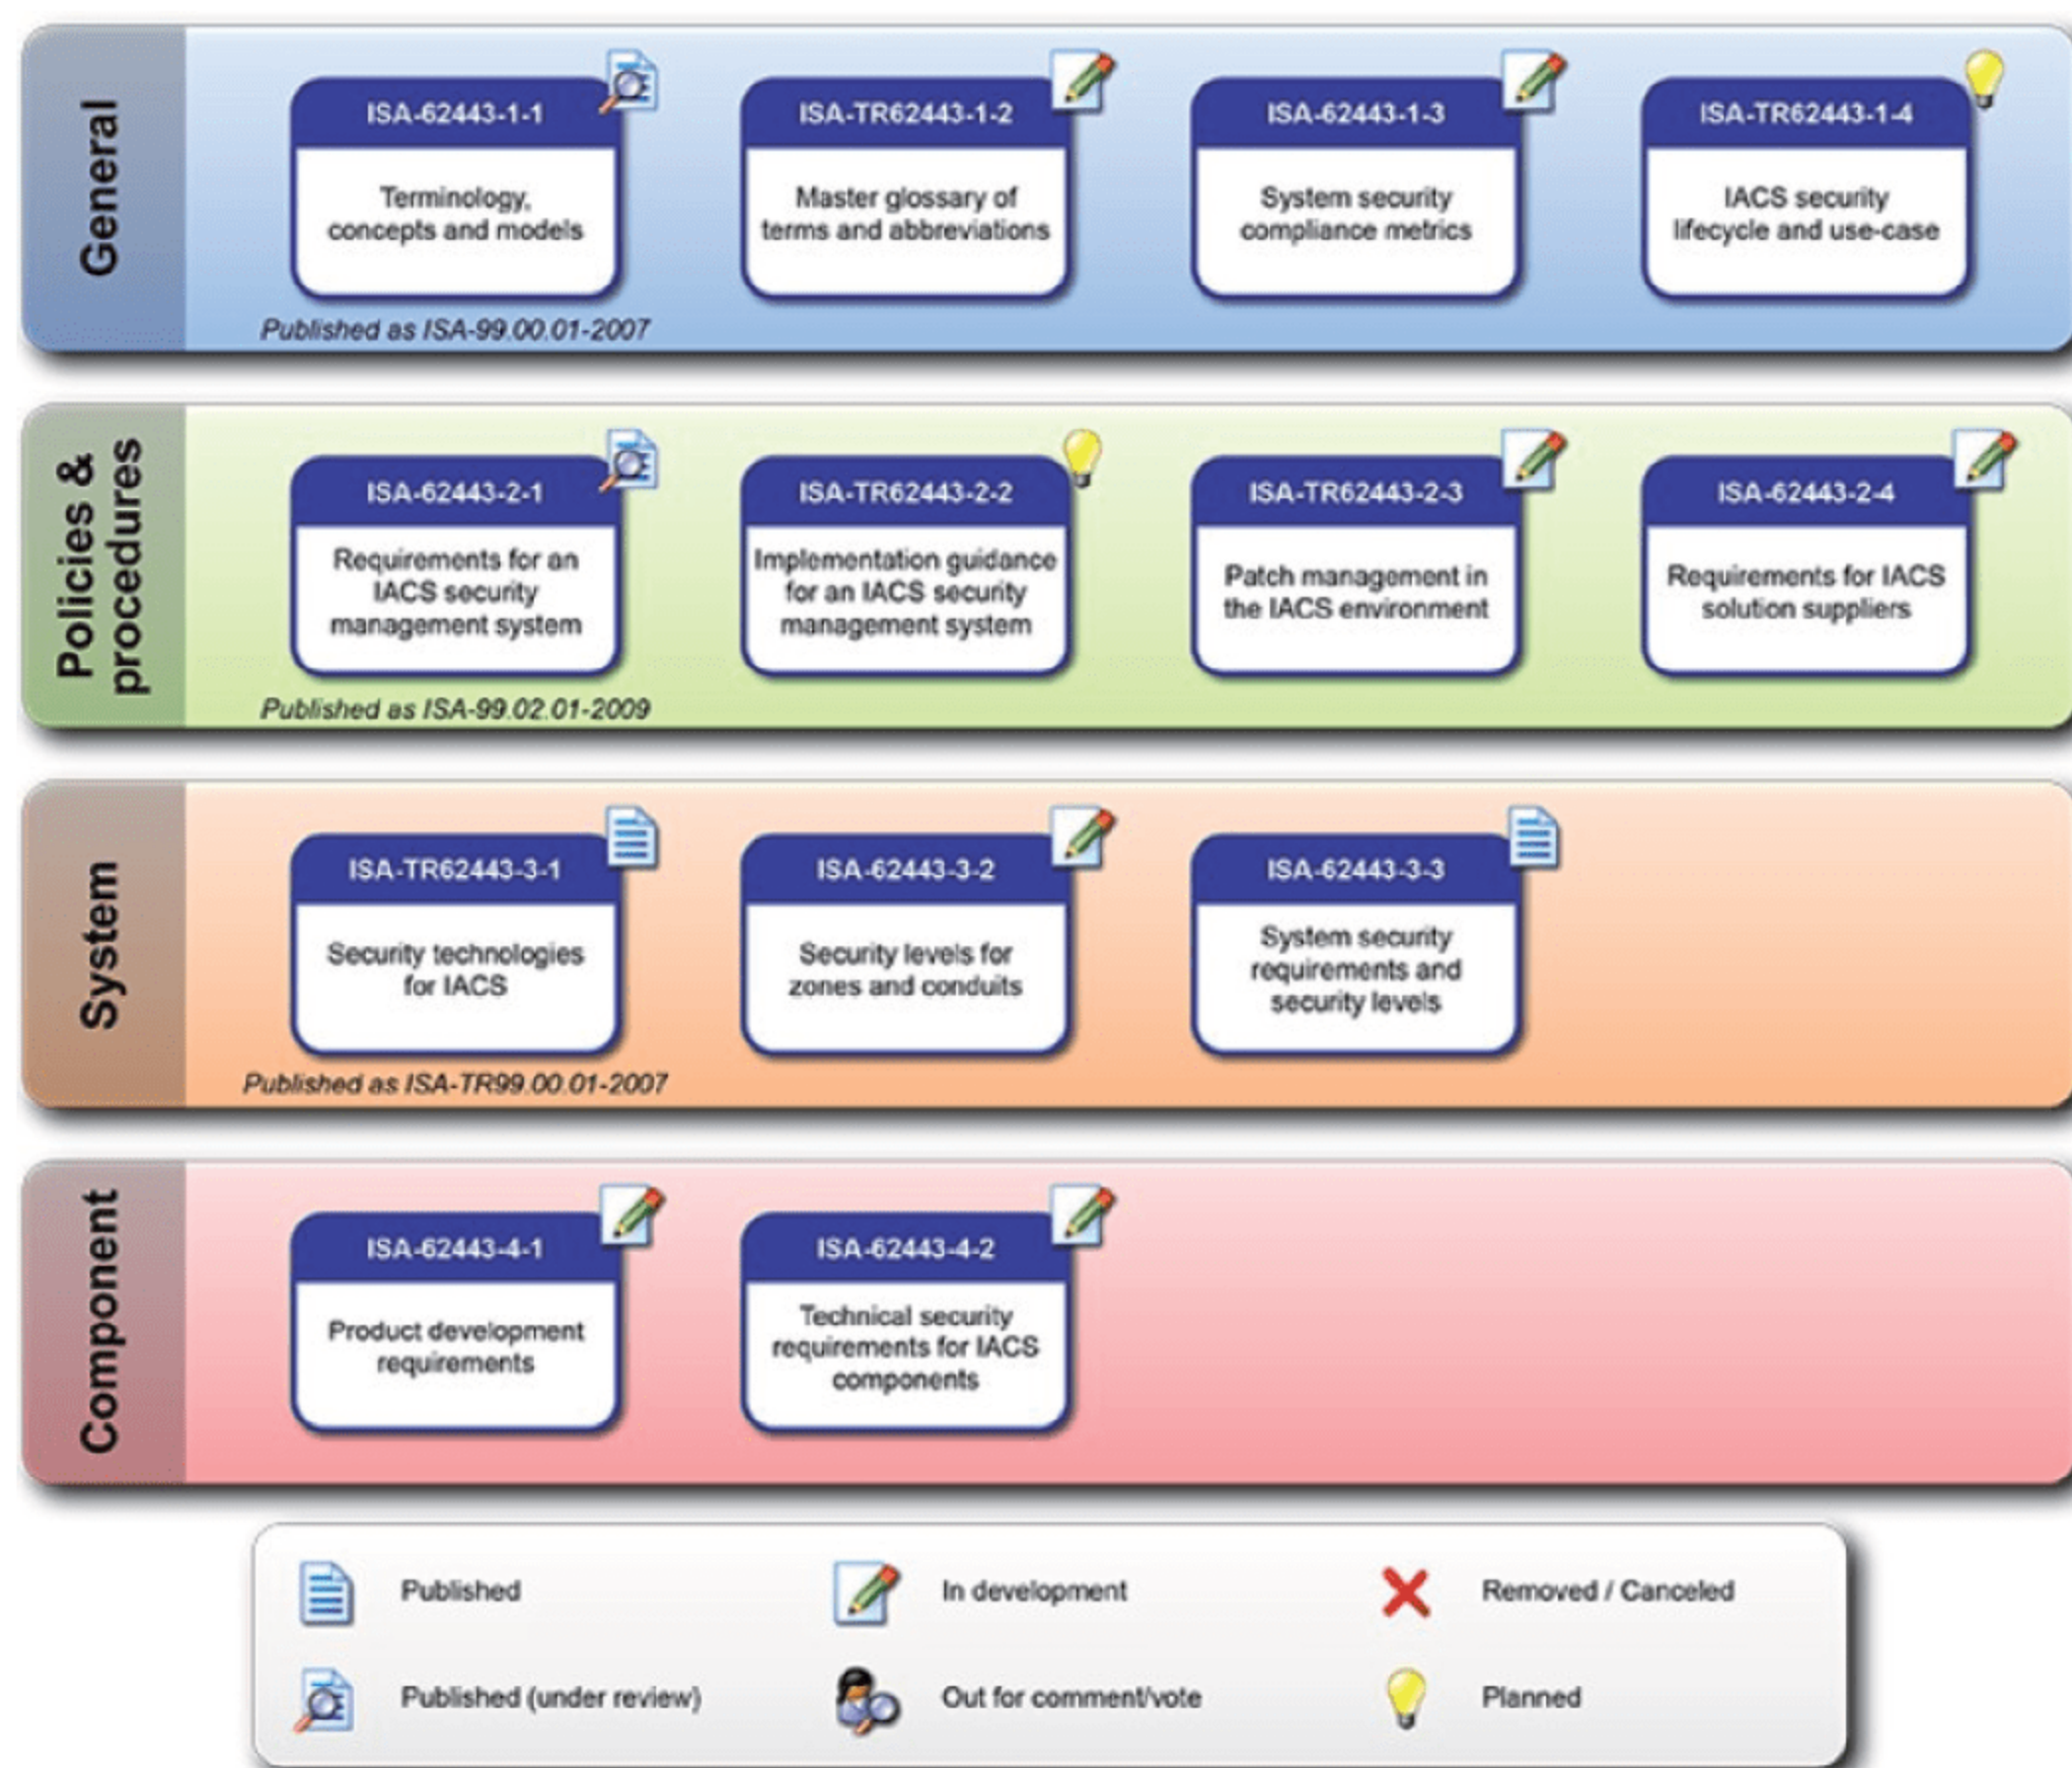 General
ISA-62443-1-1
Terminology,
concepts and models
Published as ISA-99.00.01-2007
ISA-TR62443-1-2
Master glossary of
terms and abbreviations
ISA-62443-1-3
System security
compliance metrics
ISA-TR62443-1-4
IACS security
lifecycle and use-case
Policies &
procedures
ISA-62443-2-1
Requirements for an
IACS security
management system
Published as ISA-99.02.01-2009
ISA-TR62443-2-2
Implementation guidance
for an IACS security
management system
ISA-TR62443-2-3
Patch management in
the IACS environment
ISA-62443-2-4
Requirements for IACS
solution suppliers
System
ISA-TR62443-3-1
Security technologies
for IACS
Published as ISA-TR99.00.01-2007
ISA-62443-3-2
Security levels for
zones and conduits
ISA-62443-3-3
System security
requirements and
security levels
Component
ISA-62443-4-1
Product development
requirements
ISA-62443-4-2
Technical security
requirements for IACS
components
Published
In development
Removed / Canceled
Published (under review)
Out for comment/vote
Planned